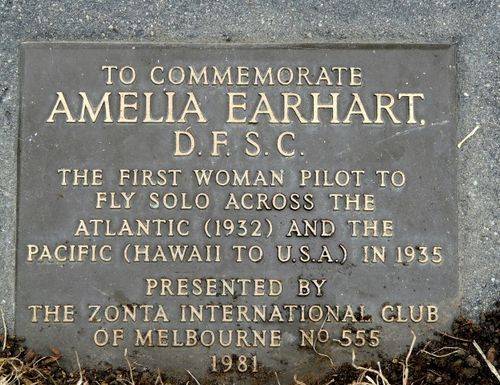 TO COMMEMORATE
AMELIA EARHART,
D.F.S.C.
THE FIRST WOMAN PILOT TO
FLY SOLO ACROSS THE
ATLANTIC (1932) AND THE
PACIFIC (HAWAII TO U.S.A.) IN 1935
PRESENTED BY
THE ZONTA INTERNATIONAL CLUB
OF MELBOURNE No 555
1981